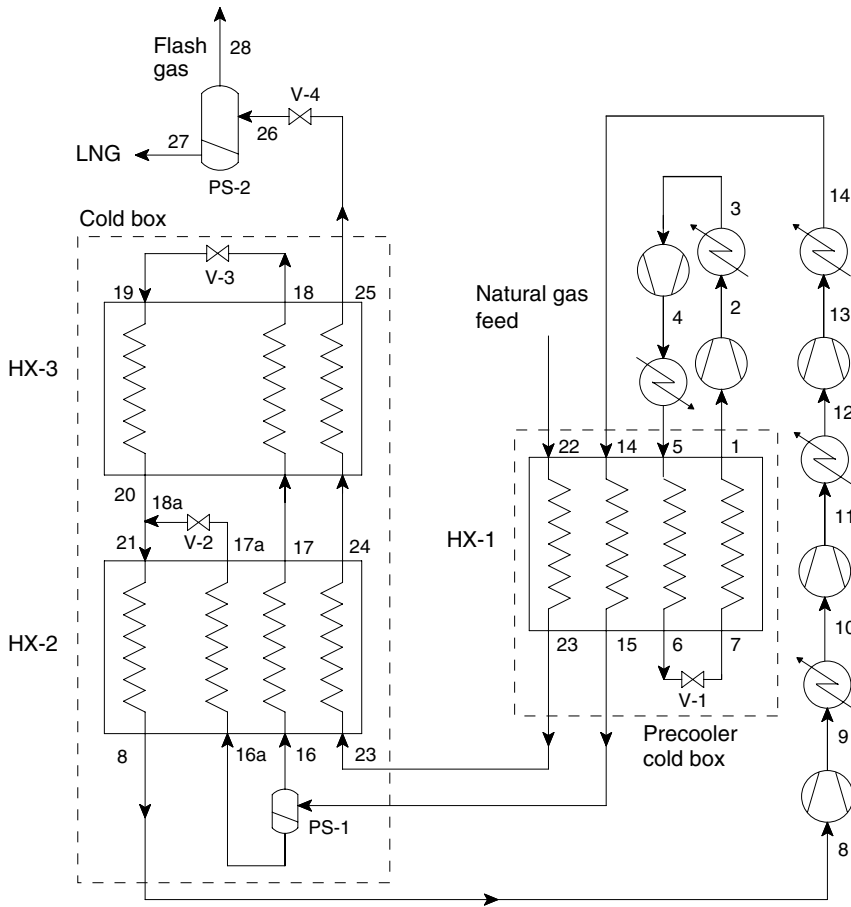 Flash
gas
28
V-4
26
27
LNG
PS-2
Cold box
V-3
19
18
25
HX-3
20
18a
V-2
17a
17
24
21
HX-2
8
16a
16
23
PS-1
Natural gas
feed
3
4
2
14
13
12
11
10
9
8
22
14
5
1
HX-1
23
15
6
7
V-1
Precooler
cold box